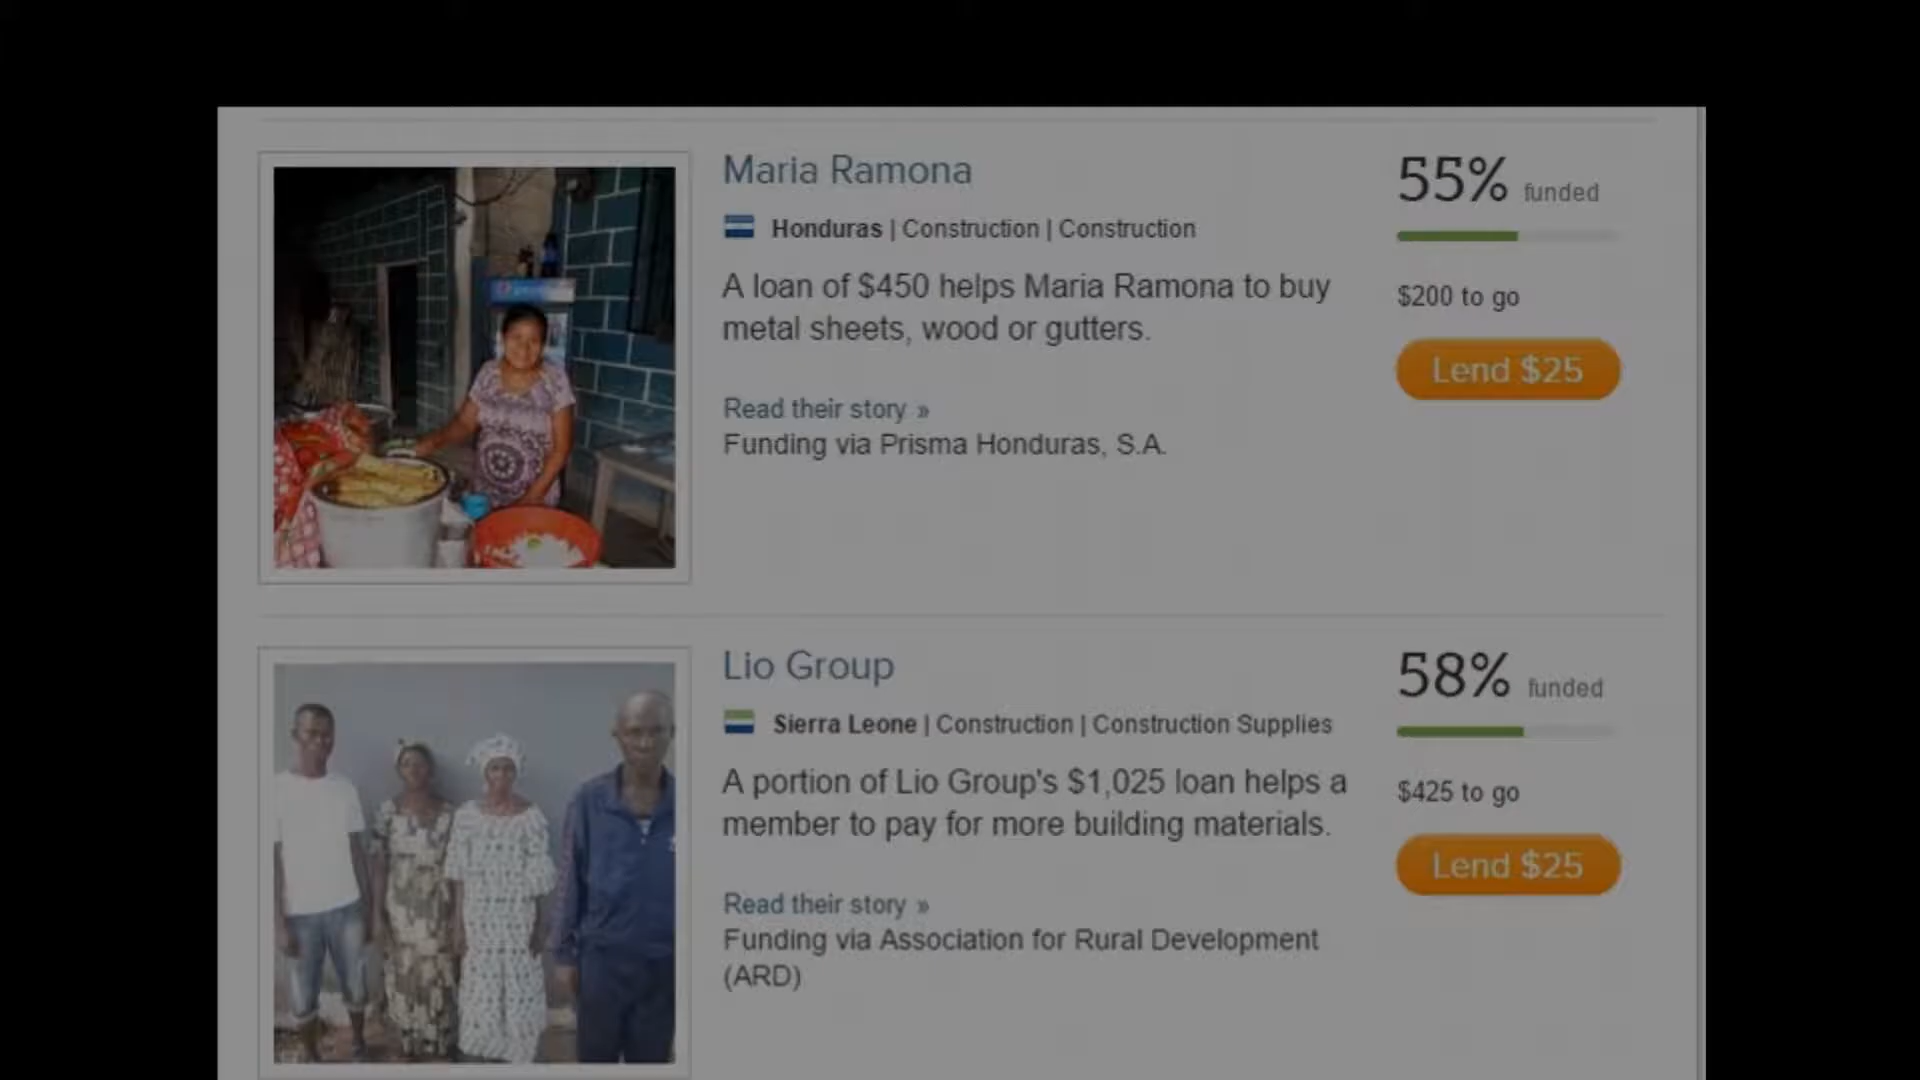 Maria Ramona
Honduras | Construction | Construction
A loan of $450 helps Maria Ramona to buy
metal sheets, wood or gutters.
Read their story »
Funding via Prisma Honduras, S.A.
55% funded
$200 to go
Lend $25
Lio Group
Sierra Leone | Construction | Construction Supplies
A portion of Lio Group's $1,025 loan helps a
member to pay for more building materials.
Read their story »
Funding via Association for Rural Development
(ARD)
58% funded
$425 to go
Lend $25